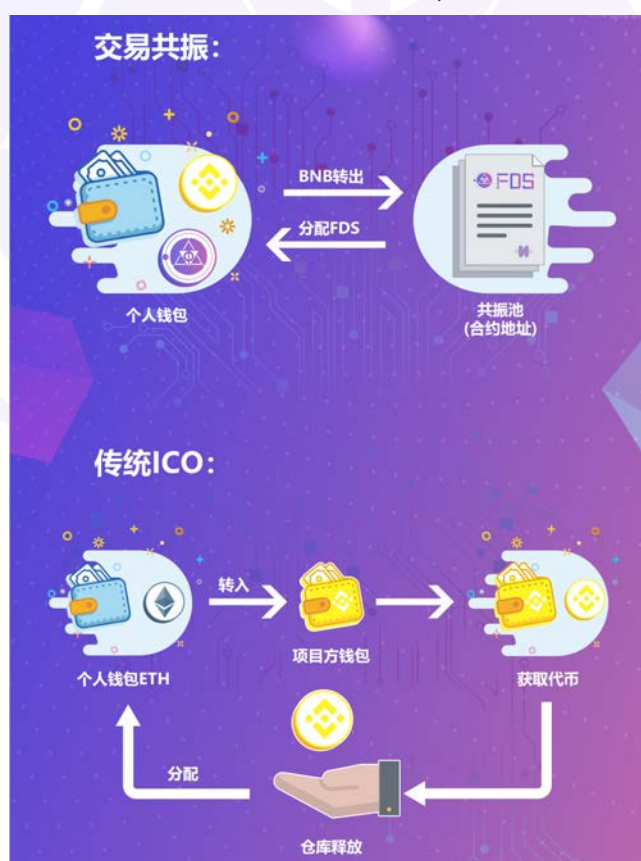 交易共振：
BNB转出
分配FDS
FDS
个人钱包
共振池
(合约地址)
传统ICO：
转入
项目方钱包
个人钱包ETH
获取代币
分配
仓库释放